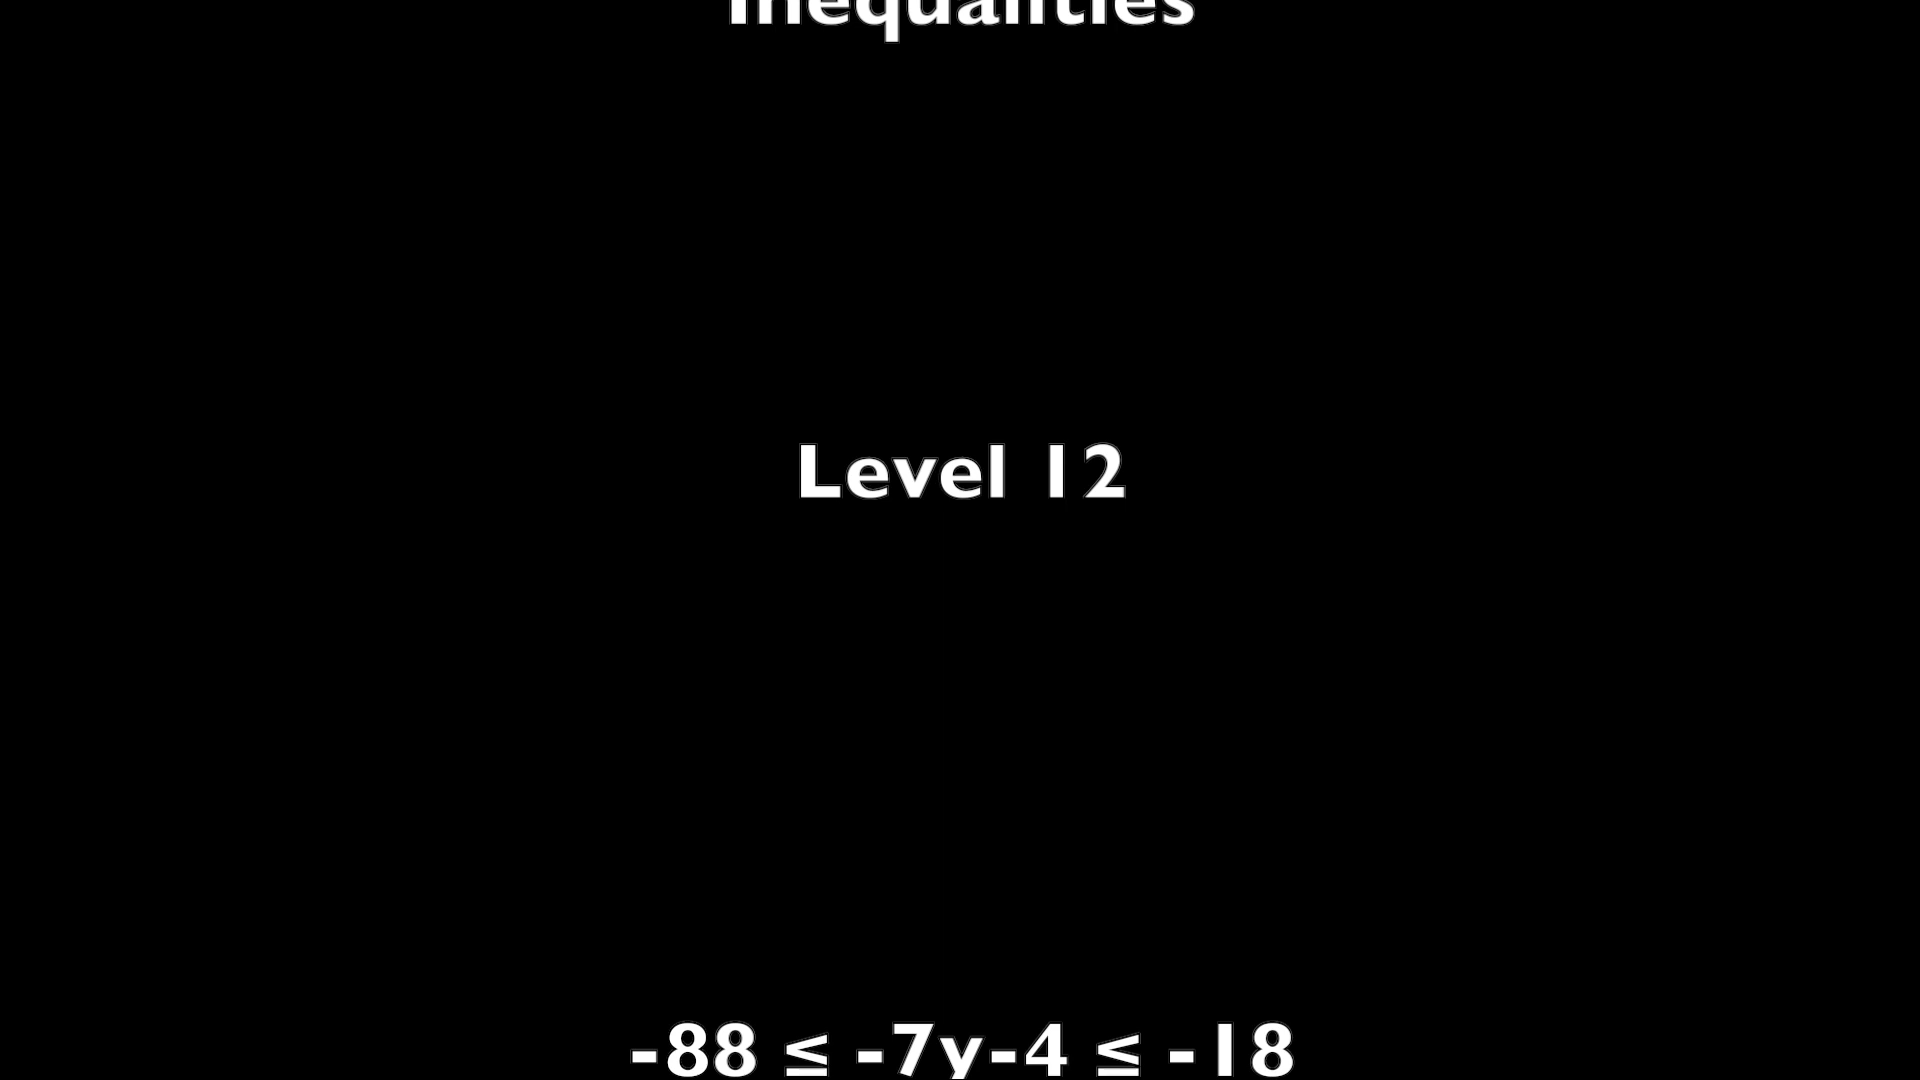 Inequalities
Level 12
-88 ≤ -7y-4 ≤ -18